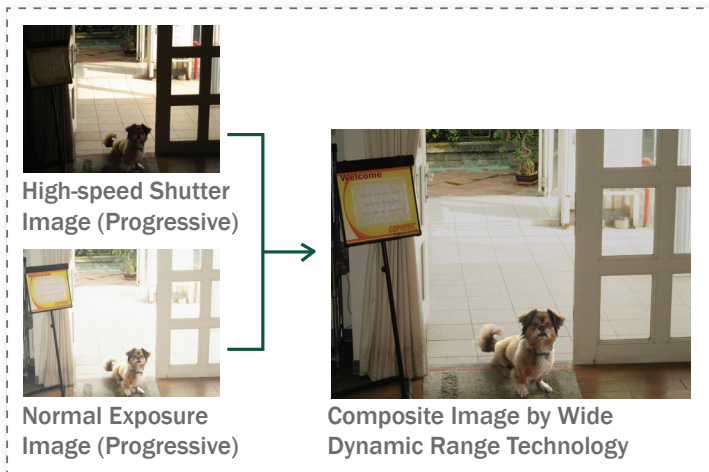 High-speed Shutter
Image (Progressive)
Normal Exposure
Image (Progressive)
Welcome
Composite Image by Wide
Dynamic Range Technology